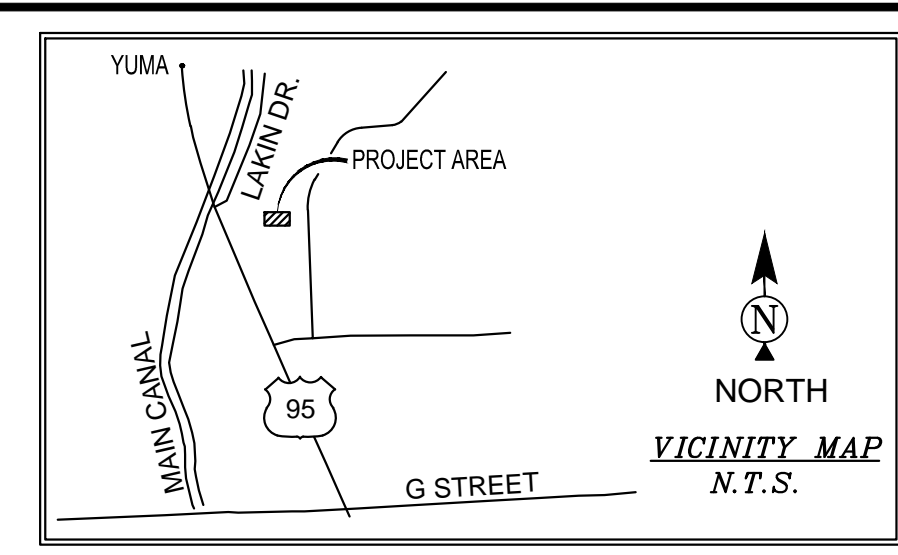 YUMA
LAKIN DR.
PROJECT AREA
MAIN CANAL
95
G STREET
N
NORTH
VICINITY MAP
N.T.S.